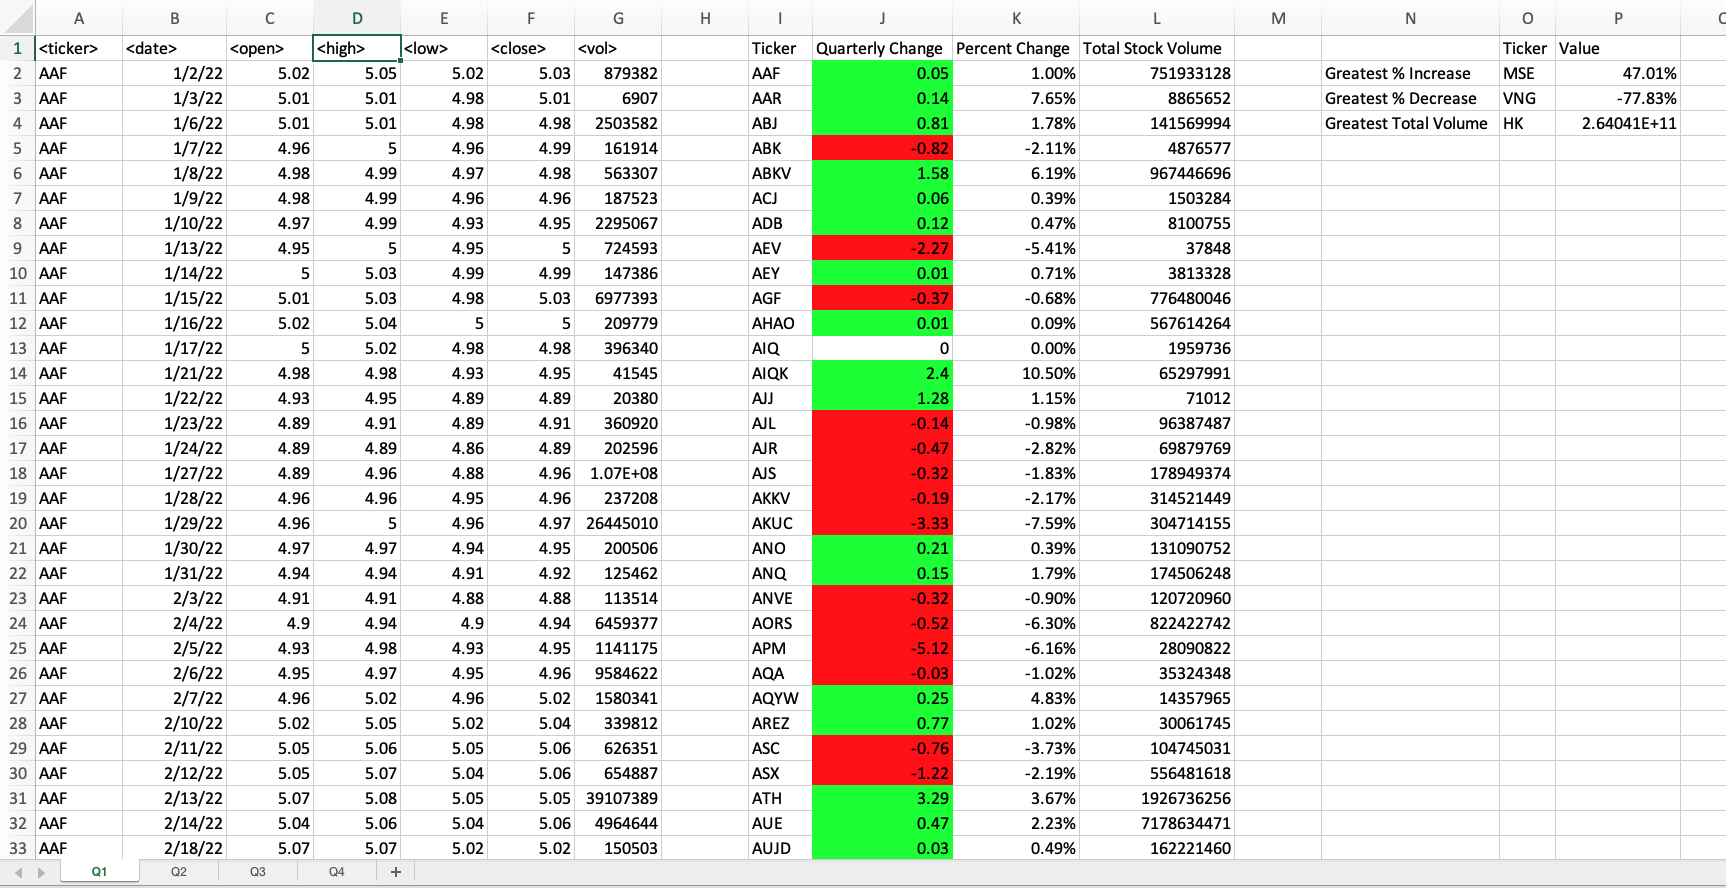 A B C D E F G H I J K L M N O P
1 <ticker> <date> <open> <high> <low> <close> <vol> Ticker Quarterly Change Percent Change Total Stock Volume Ticker Value
2 AAF 1/2/22 5.02 5.05 5.02 5.03 879382 AAF 0.05 1.00% 751933128 Greatest % Increase MSE 47.01%
3 AAF 1/3/22 5.01 5.01 4.98 5.01 6907 AAR 0.14 7.65% 8865652 Greatest % Decrease VNG -77.83%
4 AAF 1/6/22 5.01 5.01 4.98 4.98 2503582 ABJ 0.81 1.78% 141569994 Greatest Total Volume HK 2.64041E+11
5 AAF 1/7/22 4.96 5 4.96 4.99 161914 ABK -0.82 -2.11% 4876577
6 AAF 1/8/22 4.98 4.99 4.97 4.98 563307 ABKV 1.58 6.19% 967446696
7 AAF 1/9/22 4.98 4.99 4.96 4.96 187523 ACJ 0.06 0.39% 1503284
8 AAF 1/10/22 4.97 4.99 4.93 4.95 2295067 ADB 0.12 0.47% 8100755
9 AAF 1/13/22 4.95 5 4.95 5 724593 AEV -2.27 -5.41% 37848
10 AAF 1/14/22 5 5.03 4.99 4.99 147386 AEY 0.01 0.71% 3813328
11 AAF 1/15/22 5.01 5.03 4.98 5.03 6977393 AGF -0.37 -0.68% 776480046
12 AAF 1/16/22 5.02 5.04 5 5 209779 AHAO 0.01 0.09% 567614264
13 AAF 1/17/22 5 5.02 4.98 4.98 396340 AIQ 0 0.00% 1959736
14 AAF 1/21/22 4.98 4.98 4.93 4.95 41545 AIQK 2.4 10.50% 65297991
15 AAF 1/22/22 4.93 4.95 4.89 4.89 20380 AJJ 1.28 1.15% 71012
16 AAF 1/23/22 4.89 4.91 4.89 4.91 360920 AJL -0.14 -0.98% 96387487
17 AAF 1/24/22 4.89 4.89 4.86 4.89 202596 AJR -0.47 -2.82% 69879769
18 AAF 1/27/22 4.89 4.96 4.88 4.96 1.07E+08 AJS -0.32 -1.83% 178949374
19 AAF 1/28/22 4.96 4.96 4.95 4.96 237208 AKKV -0.19 -2.17% 314521449
20 AAF 1/29/22 4.96 5 4.96 4.97 26445010 AKUC -3.33 -7.59% 304714155
21 AAF 1/30/22 4.97 4.97 4.94 4.95 200506 ANO 0.21 0.39% 131090752
22 AAF 1/31/22 4.94 4.94 4.91 4.92 125462 ANQ 0.15 1.79% 174506248
23 AAF 2/3/22 4.91 4.91 4.88 4.88 113514 ANVE -0.32 -0.90% 120720960
24 AAF 2/4/22 4.9 4.94 4.9 4.94 6459377 AORS -0.52 -6.30% 822422742
25 AAF 2/5/22 4.93 4.98 4.93 4.95 1141175 APM -5.12 -6.16% 28090822
26 AAF 2/6/22 4.95 4.97 4.95 4.96 9584622 AQA -0.03 -1.02% 35324348
27 AAF 2/7/22 4.96 5.02 4.96 5.02 1580341 AQYW 0.25 4.83% 14357965
28 AAF 2/10/22 5.02 5.05 5.02 5.04 339812 AREZ 0.77 1.02% 30061745
29 AAF 2/11/22 5.05 5.06 5.05 5.06 626351 ASC -0.76 -3.73% 104745031
30 AAF 2/12/22 5.05 5.07 5.04 5.06 654887 ASX -1.22 -2.19% 556481618
31 AAF 2/13/22 5.07 5.08 5.05 5.05 39107389 ATH 3.29 3.67% 1926736256
32 AAF 2/14/22 5.04 5.06 5.04 5.06 4964644 AUE 0.47 2.23% 7178634471
33 AAF 2/18/22 5.07 5.07 5.02 5.02 150503 AUJD 0.03 0.49% 162221460
Q1 Q2 Q3 Q4 +